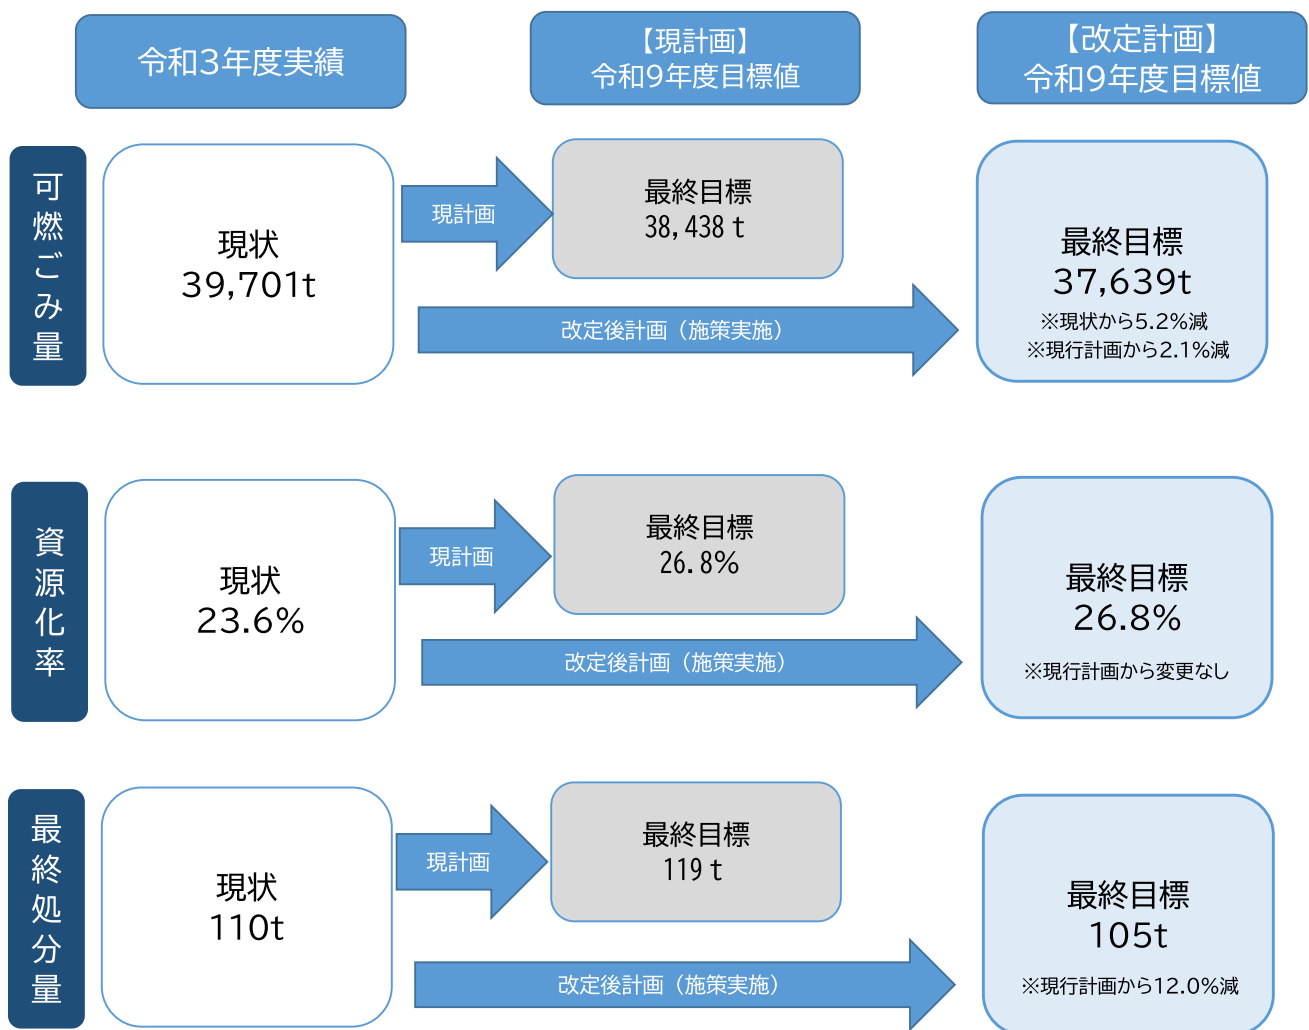 令和3年度実績
【現計画】
令和9年度目標値
【改定計画】
令和9年度目標値
可燃ごみ量
現状
39,701t
現計画
最終目標
38,438 t
改定後計画（施策実施）
最終目標
37,639t
※現状から5.2%減
※現行計画から2.1%減
資源化率
現状
23.6%
現計画
最終目標
26.8%
改定後計画（施策実施）
最終目標
26.8%
※現行計画から変更なし
最終処分量
現状
110t
現計画
最終目標
119 t
改定後計画（施策実施）
最終目標
105t
※現行計画から12.0%減